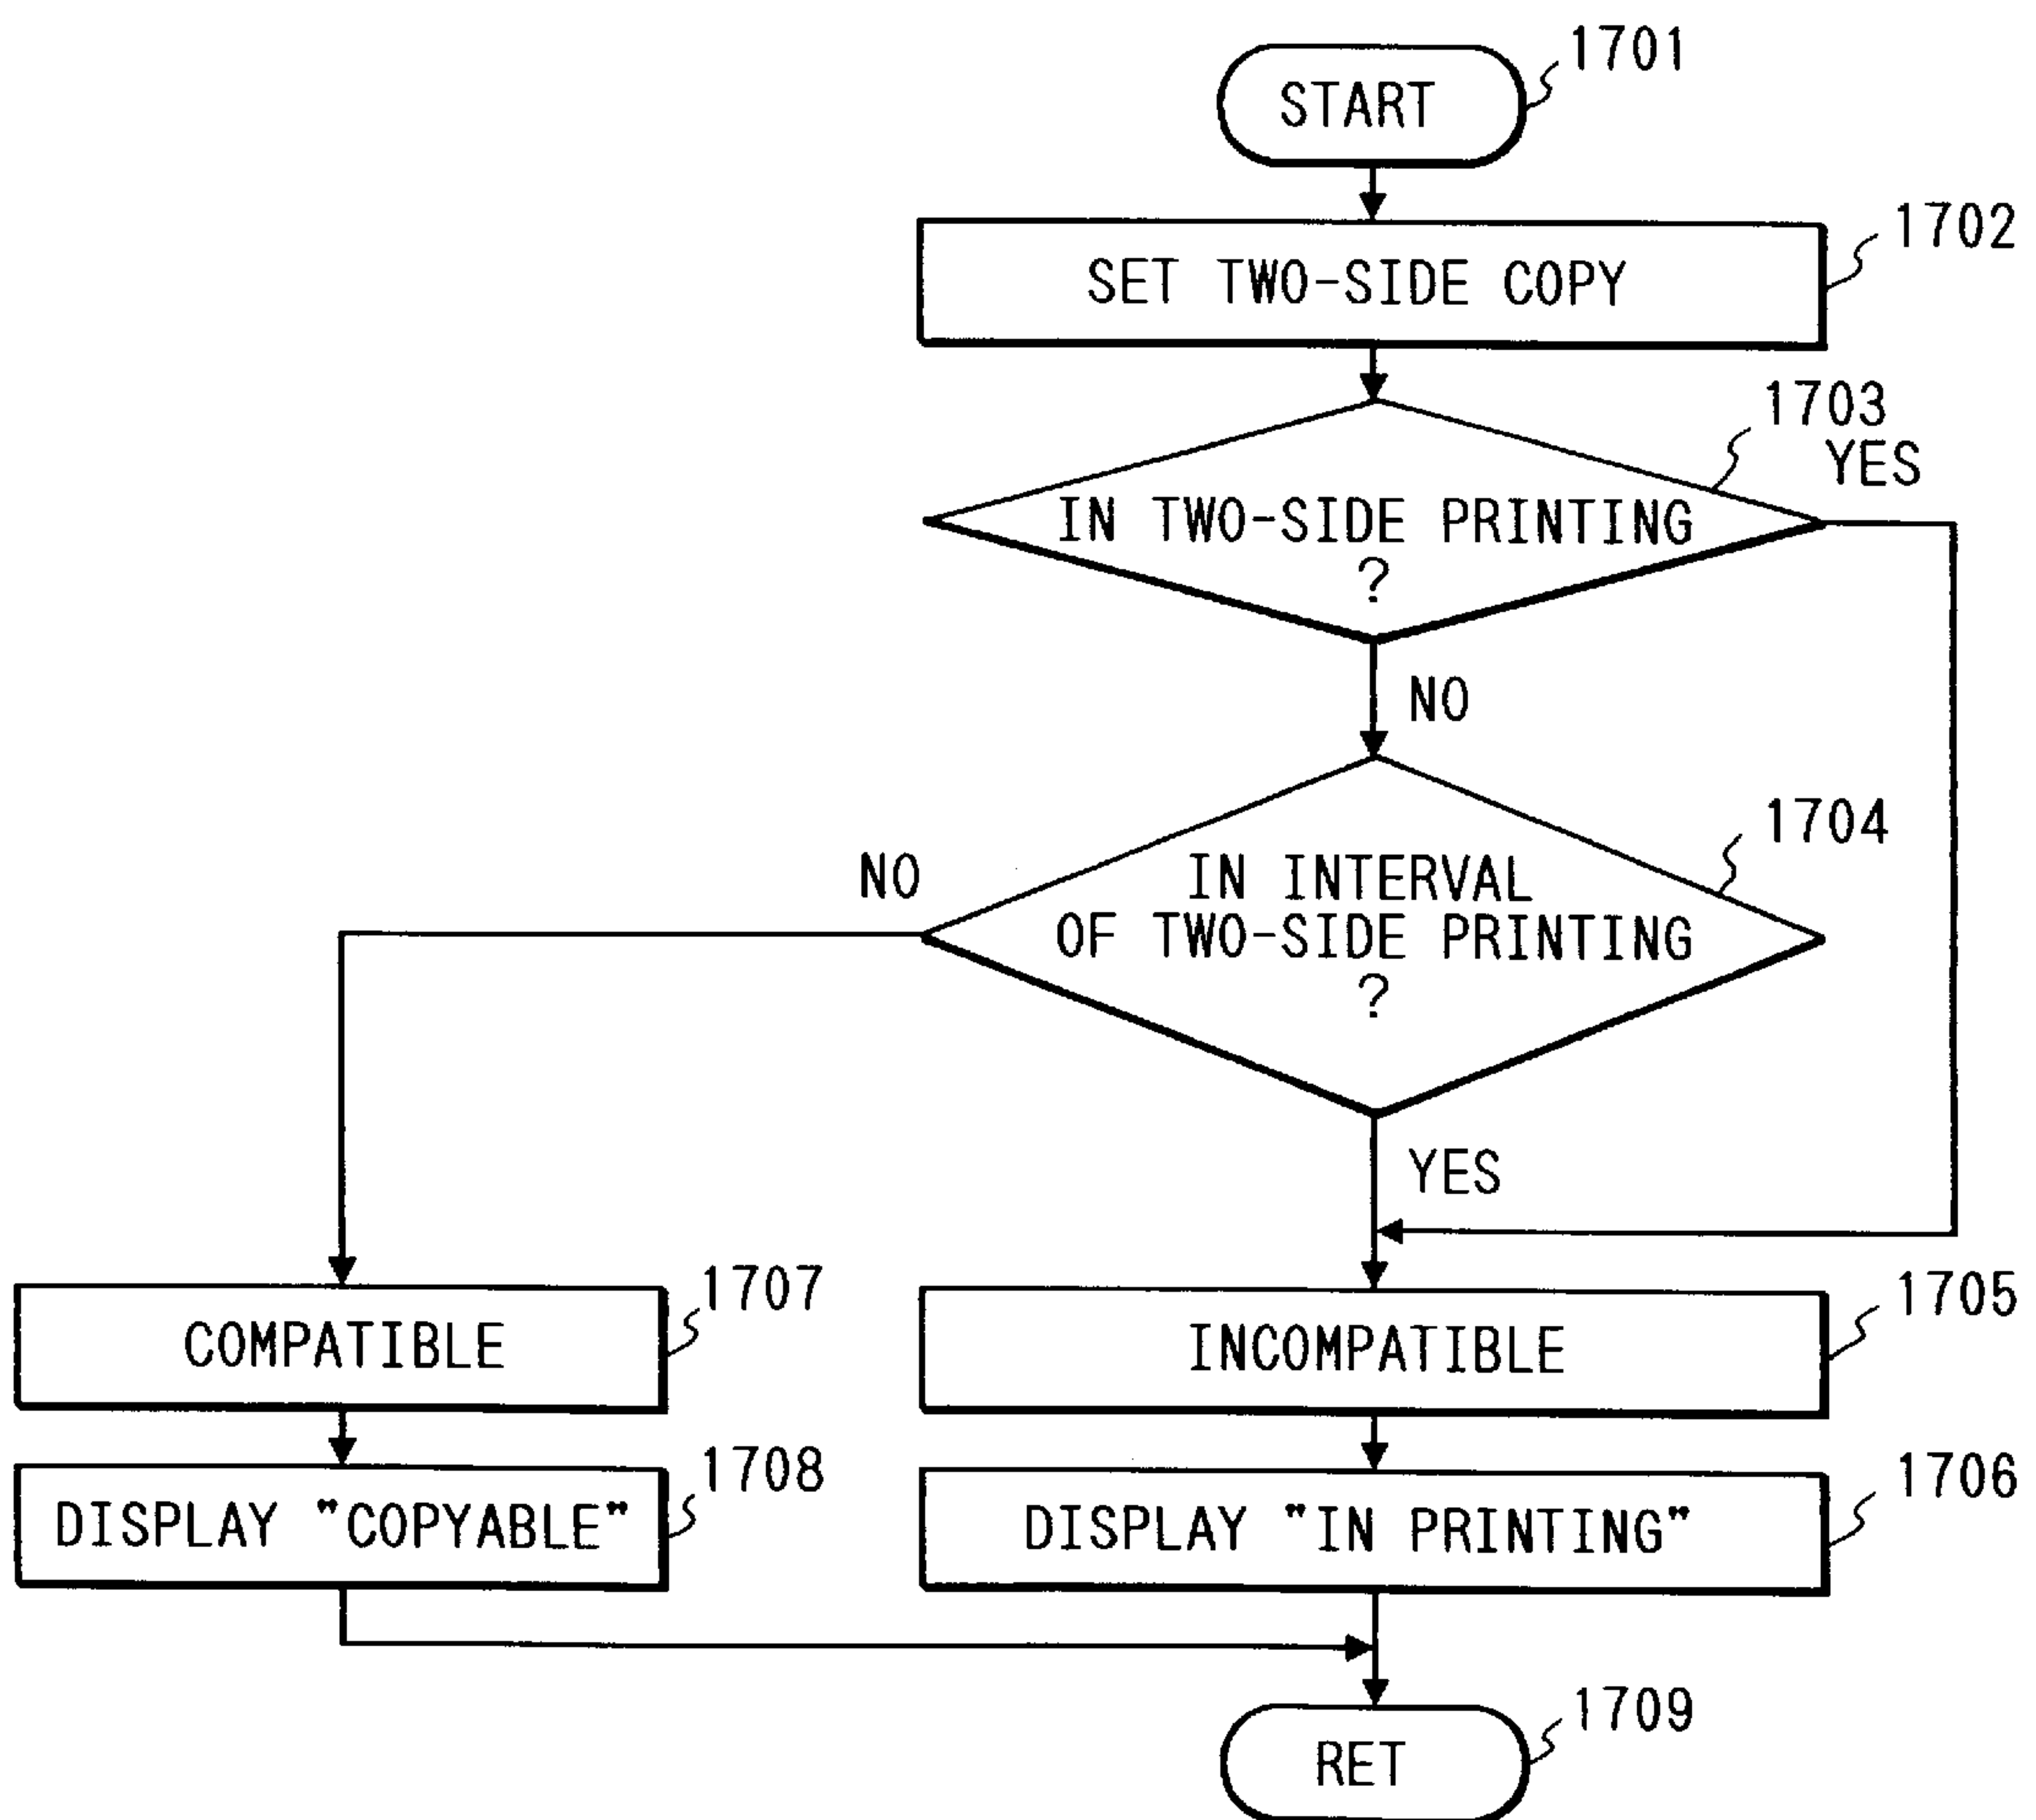 1701
START
1702
SET TWO-SIDE COPY
1703
YES
IN TWO-SIDE PRINTING
?
NO
1704
NO
IN INTERVAL
OF TWO-SIDE PRINTING
?
YES
1707
COMPATIBLE
1705
INCOMPATIBLE
1708
DISPLAY "COPYABLE"
1706
DISPLAY "IN PRINTING"
1709
RET